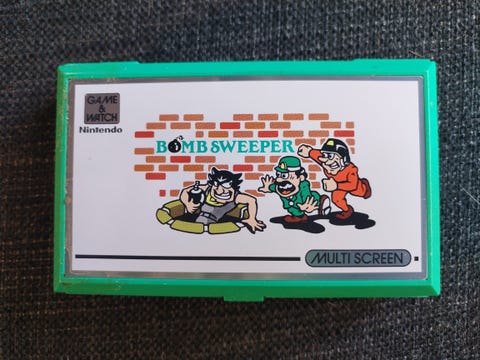 GAME
& WATCH
Nintendo
BOMB SWEEPER
MULTI SCREEN